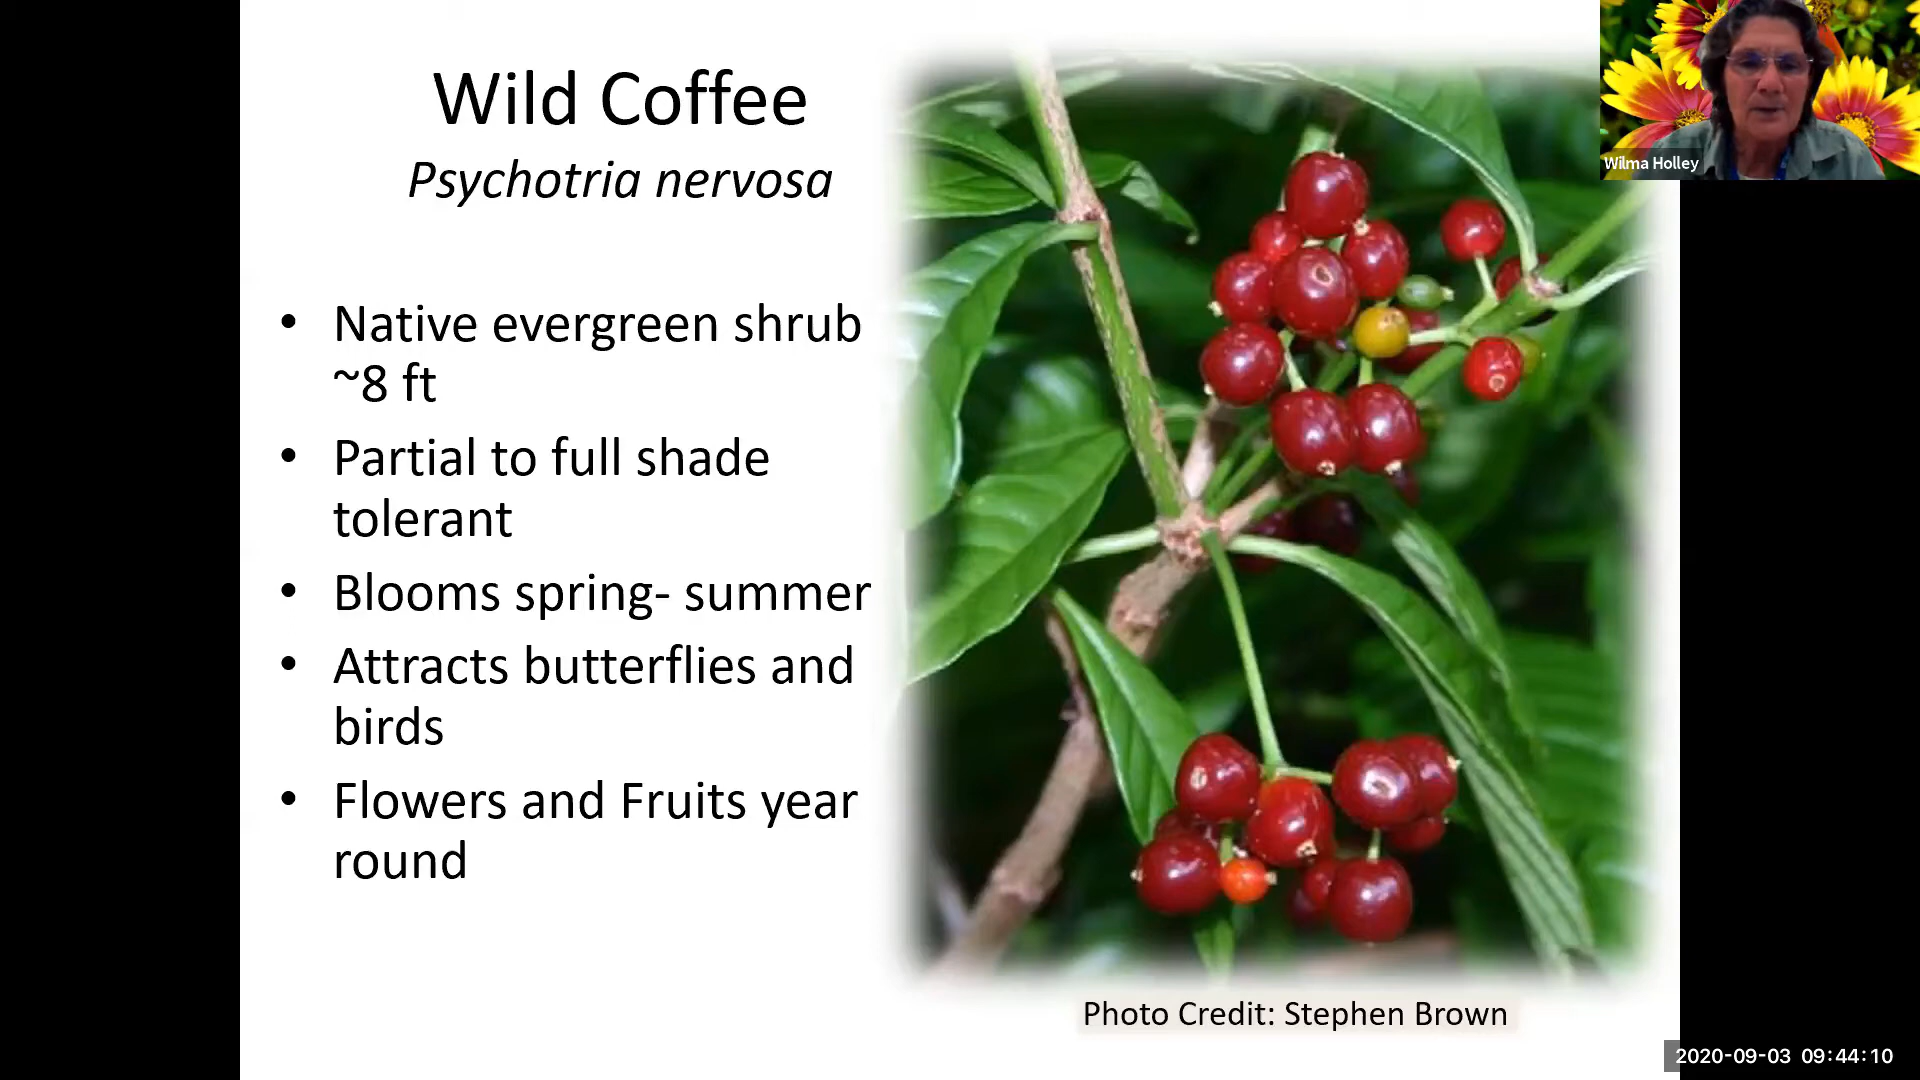 Wild Coffee
Psychotria nervosa
• Native evergreen shrub
~8 ft
• Partial to full shade
tolerant
• Blooms spring- summer
• Attracts butterflies and
birds
• Flowers and Fruits year
round
Photo Credit: Stephen Brown
Wilma Holley
2020-09-03 09:44:10